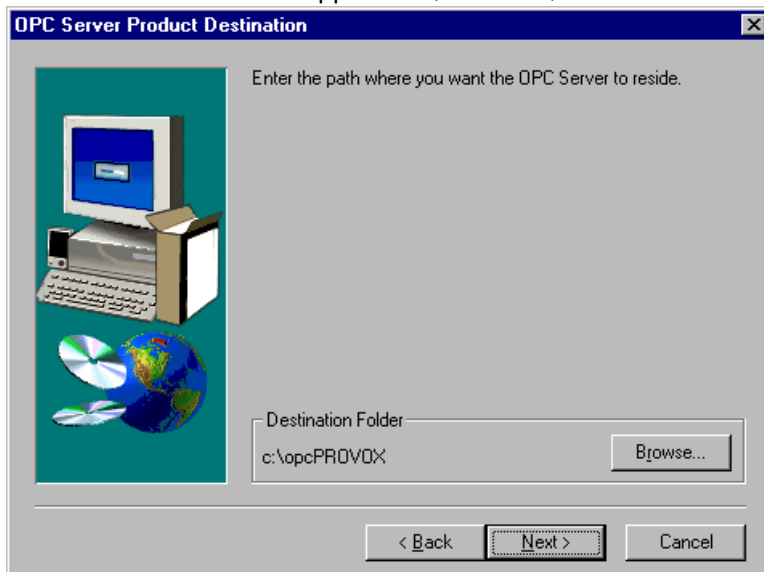 OPC Server Product Destination
Enter the path where you want the OPC Server to reside.
Destination Folder
c:\opcPROVOX
Browse...
< Back
Next >
Cancel